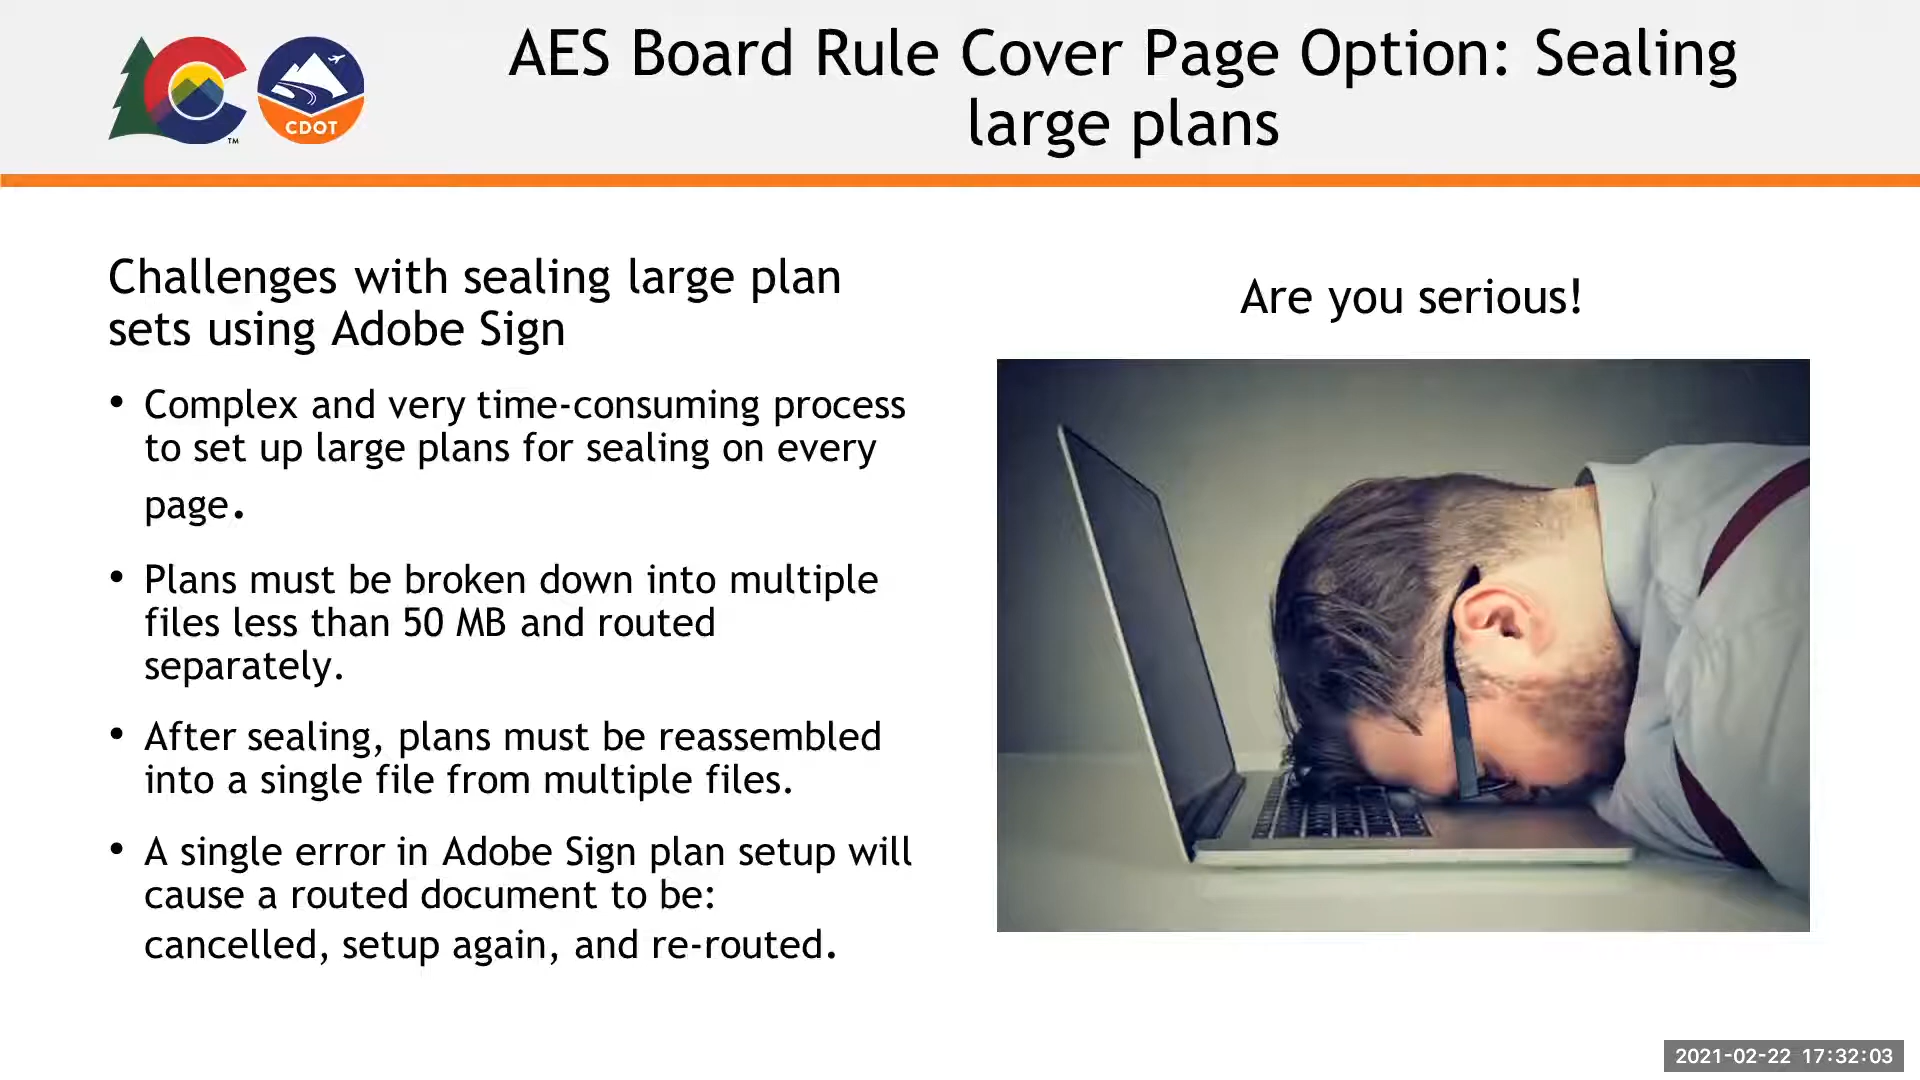 AES Board Rule Cover Page Option: Sealing
large plans
TM
CDOT
Challenges with sealing large plan
sets using Adobe Sign
• Complex and very time-consuming process
to set up large plans for sealing on every
page.
• Plans must be broken down into multiple
files less than 50 MB and routed
separately.
• After sealing, plans must be reassembled
into a single file from multiple files.
• A single error in Adobe Sign plan setup will
cause a routed document to be:
cancelled, setup again, and re-routed.
Are you serious!
2021-02-22 17:32:03